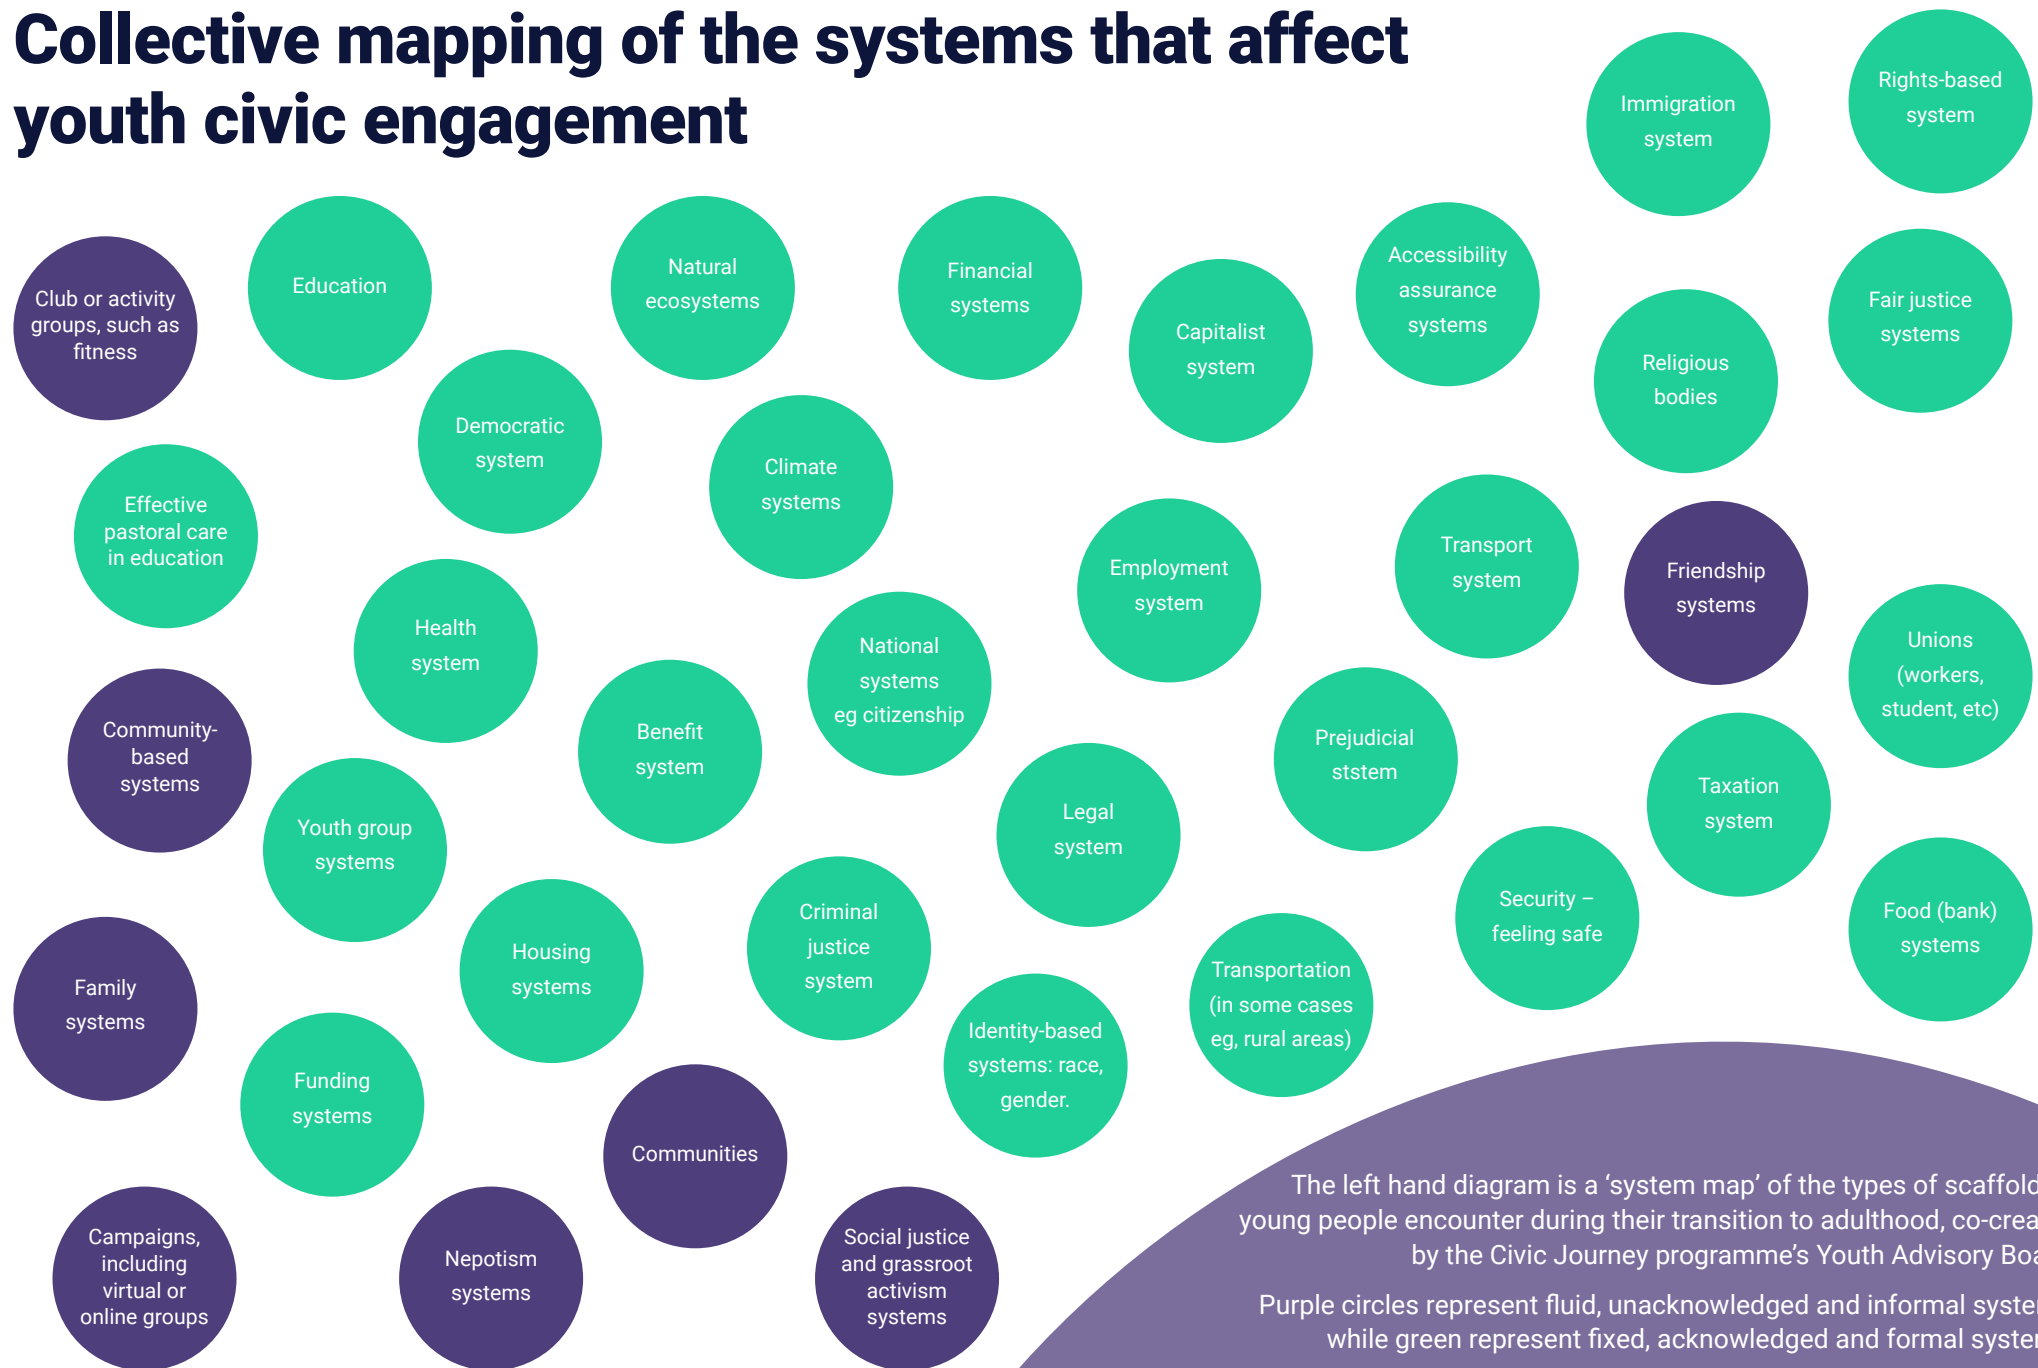 Collective mapping of the systems that affect
youth civic engagement
Immigration
system
Rights-based
system
Club or activity
groups, such as
fitness
Education
Natural
ecosystems
Financial
systems
Capitalist
system
Accessibility
assurance
systems
Religious
bodies
Fair justice
systems
Effective
pastoral care
in education
Democratic
system
Climate
systems
Employment
system
Transport
system
Friendship
systems
Unions
(workers,
student, etc)
Health
system
National
systems
eg citizenship
Community-
based
systems
Benefit
system
Prejudicial
ststem
Taxation
system
Youth group
systems
Legal
system
Security –
feeling safe
Food (bank)
systems
Family
systems
Housing
systems
Criminal
justice
system
Identity-based
systems: race,
gender.
Transportation
(in some cases
eg, rural areas)
Funding
systems
Communities
Campaigns,
including
virtual or
online groups
Nepotism
systems
Social justice
and grassroot
activism
systems
The left hand diagram is a ‘system map’ of the types of
young people encounter during their transition to adulthood,
by the Civic Journey programme’s Youth Advisory
Purple circles represent fluid, unacknowledged and informal
while green represent fixed, acknowledged and formal